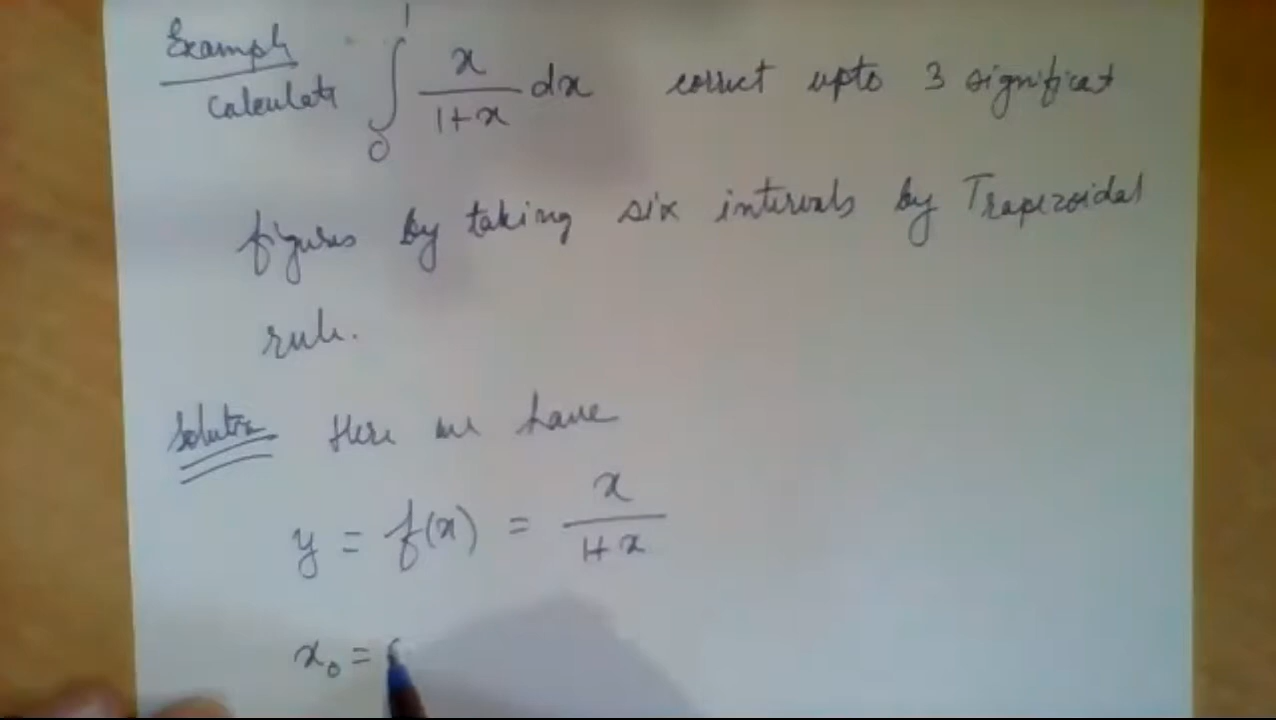 Example
Calculate ∫₀¹ x/(1+x) dx correct upto 3 significat
figures by taking six intervals by Trapezoidal
rule.
Solution Here we have
y = f(x) = x/(1+x)
x₀ =